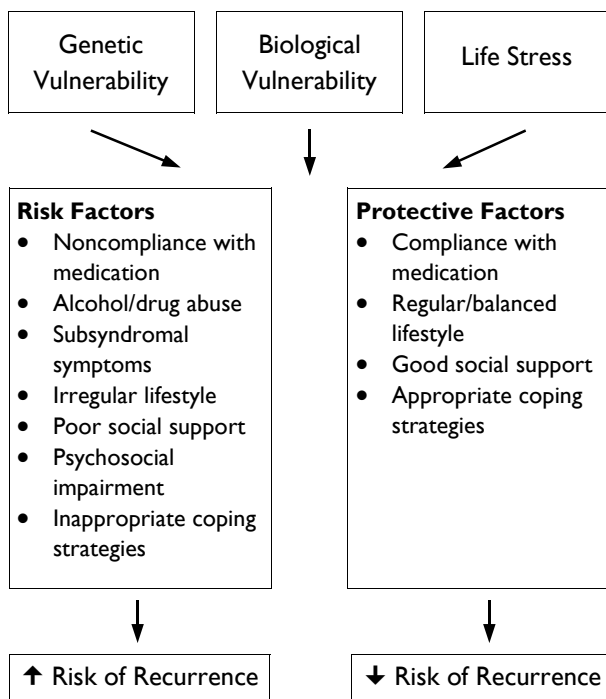 Genetic
Vulnerability
Biological
Vulnerability
Life Stress
Risk Factors
• Noncompliance with
medication
• Alcohol/drug abuse
• Subsyndromal
symptoms
• Irregular lifestyle
• Poor social support
• Psychosocial
impairment
• Inappropriate coping
strategies
Protective Factors
• Compliance with
medication
• Regular/balanced
lifestyle
• Good social support
• Appropriate coping
strategies
↑ Risk of Recurrence
↓ Risk of Recurrence